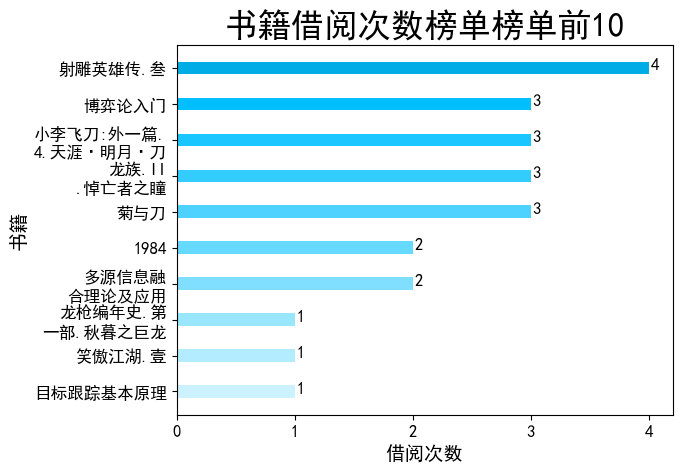 书籍借阅次数榜单榜单前10
书籍
射雕英雄传.叁
4
博弈论入门
3
小李飞刀:外一篇.
4.天涯·明月·刀
3
龙族.II
.悼亡者之瞳
3
菊与刀
3
1984
2
多源信息融
合理论及应用
2
龙枪编年史.第
一部.秋暮之巨龙
1
笑傲江湖.壹
1
目标跟踪基本原理
1
0 1 2 3 4
借阅次数